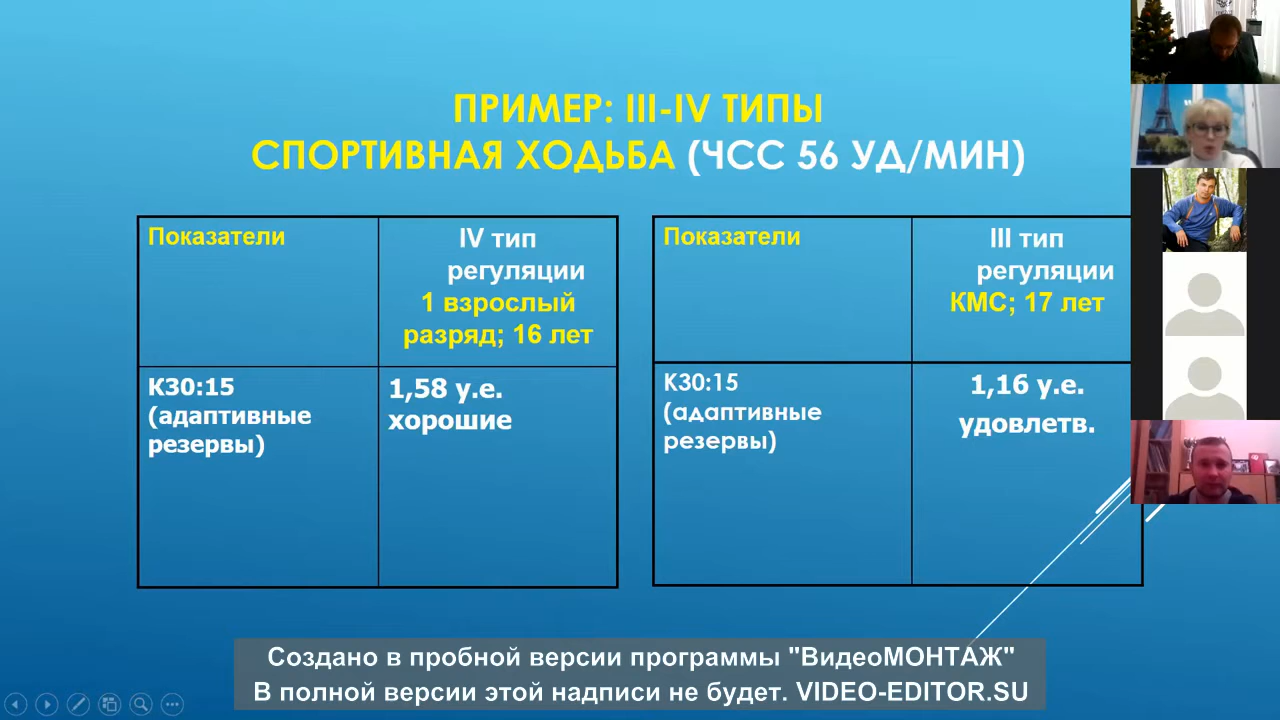 ПРИМЕР: III-IV ТИПЫ
СПОРТИВНАЯ ХОДЬБА (ЧСС 56 УД/МИН)
Показатели
IV тип
регуляции
1 взрослый
разряд; 16 лет
К30:15
(адаптивные
резервы)
1,58 у.е.
хорошие
Показатели
III тип
регуляции
КМС; 17 лет
К30:15
(адаптивные
резервы)
1,16 у.е.
удовлетв.
Создано в пробной версии программы "ВидеоМОНТАЖ"
В полной версии этой надписи не будет. VIDEO-EDITOR.SU